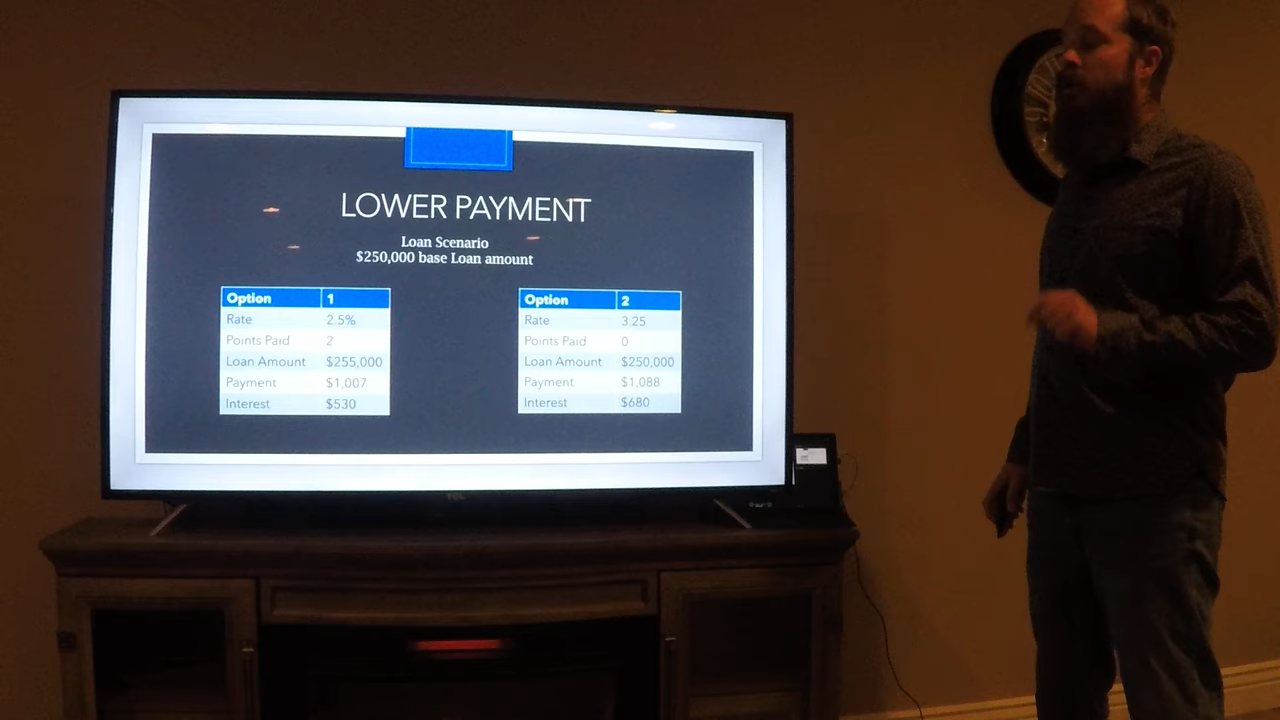 LOWER PAYMENT
Loan Scenario
$250,000 base Loan amount
Option 1
Rate 2.5%
Points Paid 2
Loan Amount $255,000
Payment $1,007
Interest $530
Option 2
Rate 3.25
Points Paid 0
Loan Amount $250,000
Payment $1,088
Interest $680
TCL